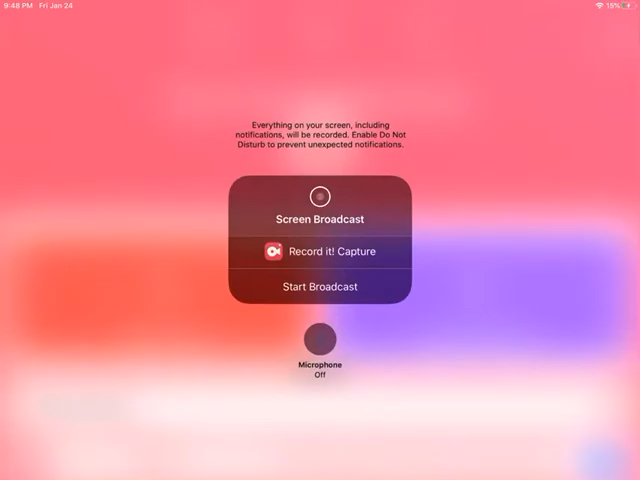 9:48 PM Fri Jan 24
15%
Everything on your screen, including
notifications, will be recorded. Enable Do Not
Disturb to prevent unexpected notifications.
Screen Broadcast
Record it! Capture
Start Broadcast
Microphone
Off